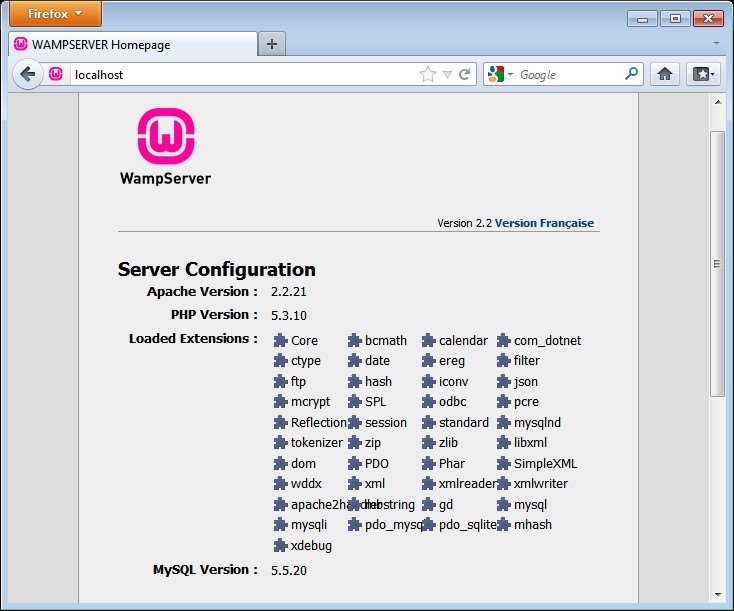 Firefox
WAMPSERVER Homepage
localhost
Google
WampServer
Version 2.2 Version Française
Server Configuration
Apache Version : 2.2.21
PHP Version : 5.3.10
Loaded Extensions : Core bcmath calendar com_dotnet
ctype date ereg filter
ftp hash iconv json
mcrypt SPL odbc pcre
Reflection session standard mysqlnd
tokenizer zip zlib libxml
dom PDO Phar SimpleXML
wddx xml xmlreader xmlwriter
gd mysql
mysqli pdo_sqlite mhash
xdebug
MySQL Version : 5.5.20